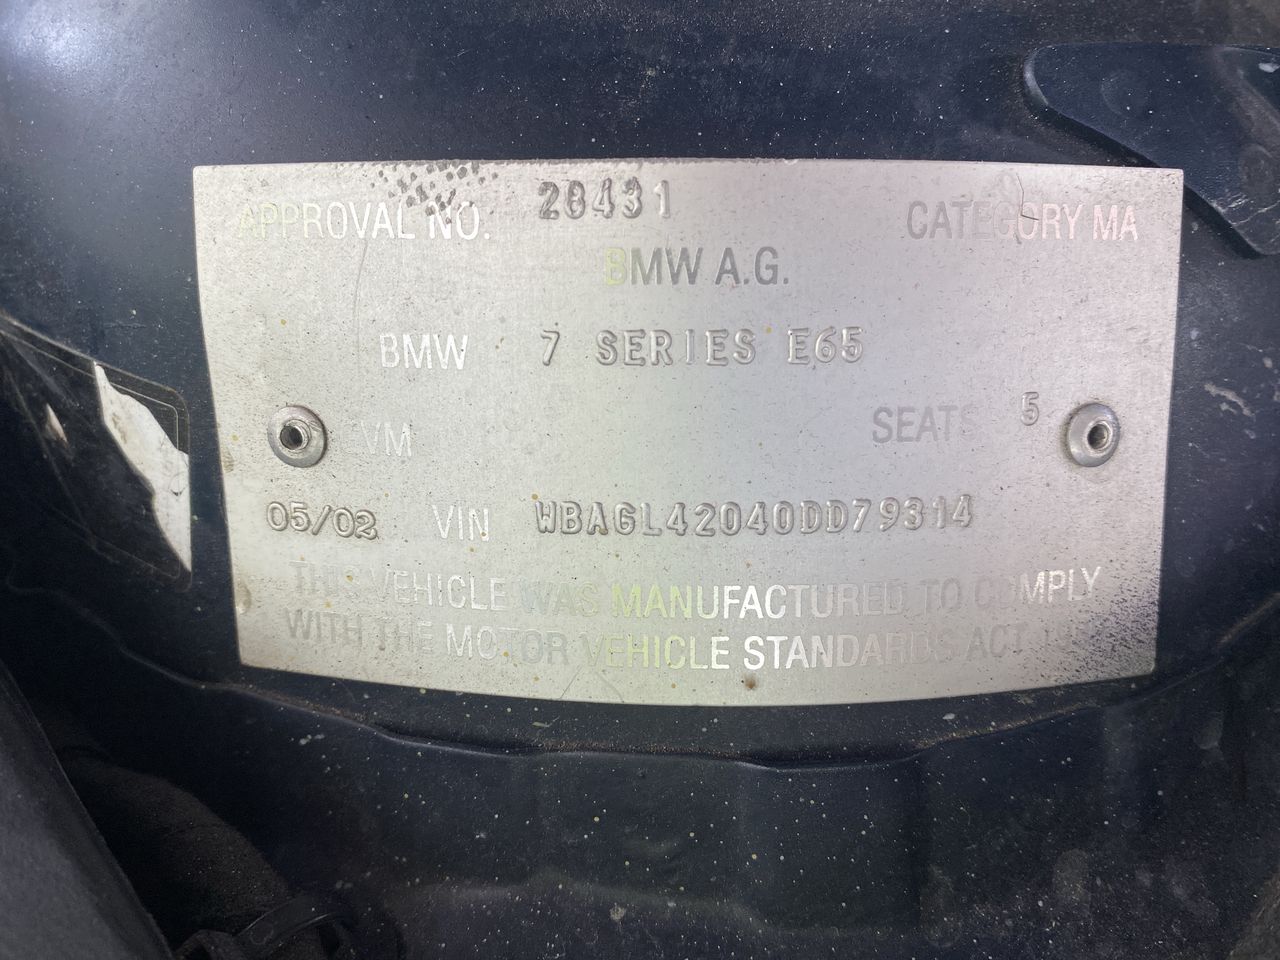 APPROVAL NO. 28431 CATEGORY MA
BMW A.G.
BMW 7 SERIES E65
VM SEATS 5
05/02 VIN WBAGL42040DD79314
THIS VEHICLE WAS MANUFACTURED TO COMPLY
WITH THE MOTOR VEHICLE STANDARDS ACT